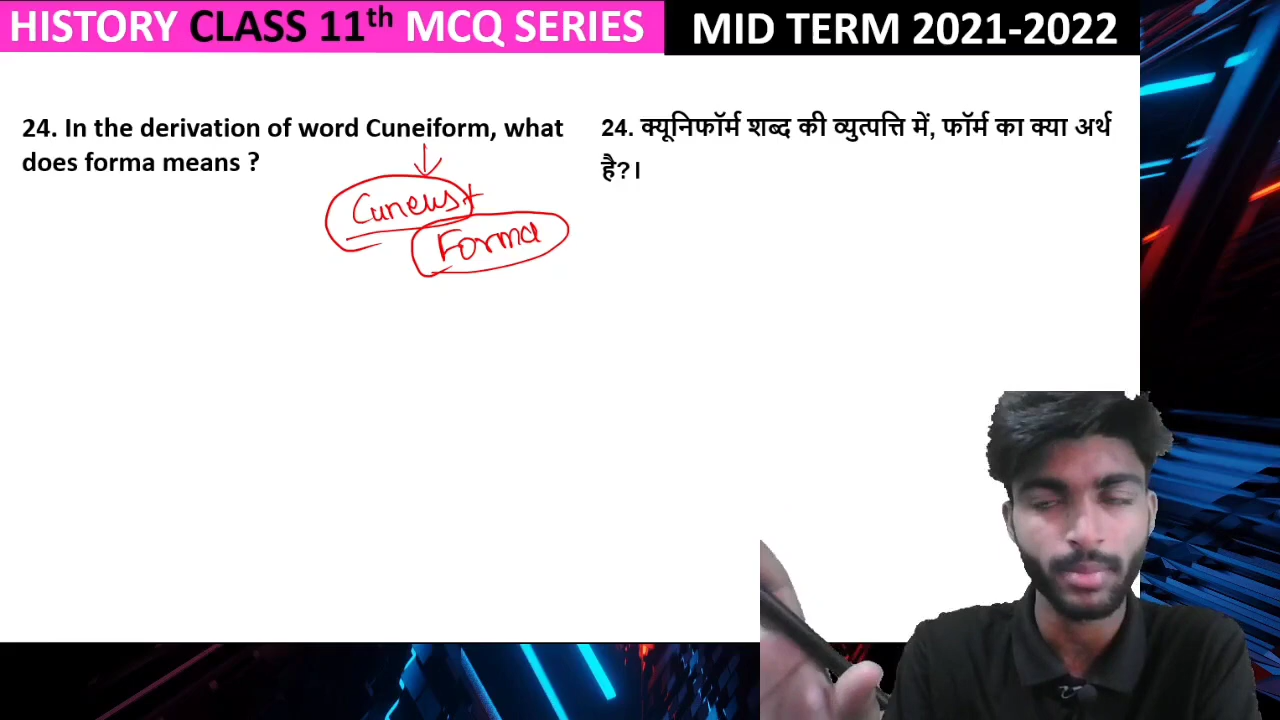 HISTORY CLASS 11th MCQ SERIES
MID TERM 2021-2022
24. In the derivation of word Cuneiform, what
does forma means ?
24. क्यूनिफॉर्म शब्द की व्युत्पत्ति में, फॉर्म का क्या अर्थ
है?।
Cuneus+
Forma